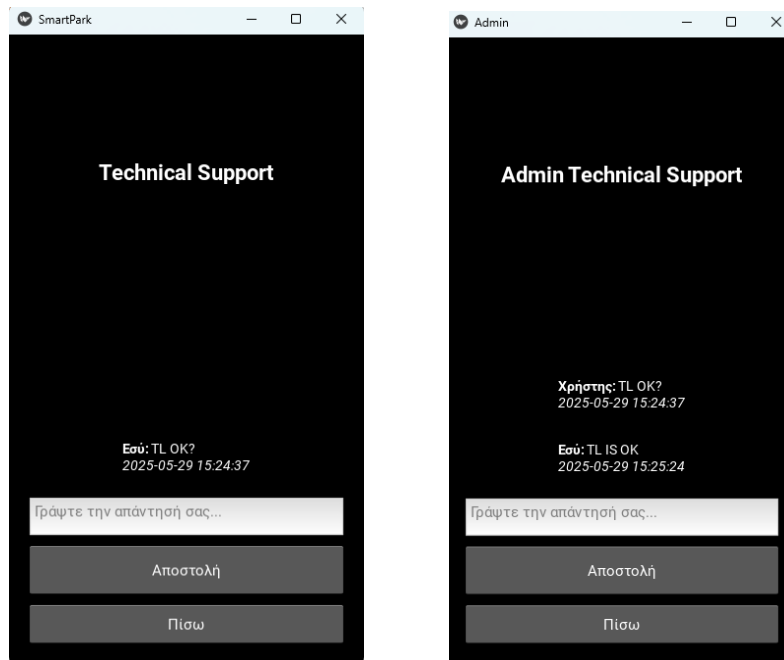 SmartPark
Technical Support
Εσύ: TL OK?
2025-05-29 15:24:37
Γράψτε την απάντησή σας...
Αποστολή
Πίσω
Admin
Admin Technical Support
Χρήστης: TL OK?
2025-05-29 15:24:37
Εσύ: TL IS OK
2025-05-29 15:25:24
Γράψτε την απάντησή σας...
Αποστολή
Πίσω